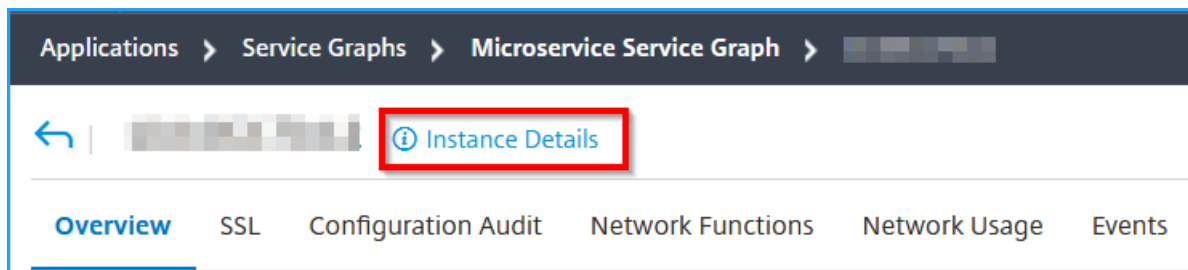 Applications > Service Graphs > Microservice Service Graph >
Instance Details
Overview SSL Configuration Audit Network Functions Network Usage Events